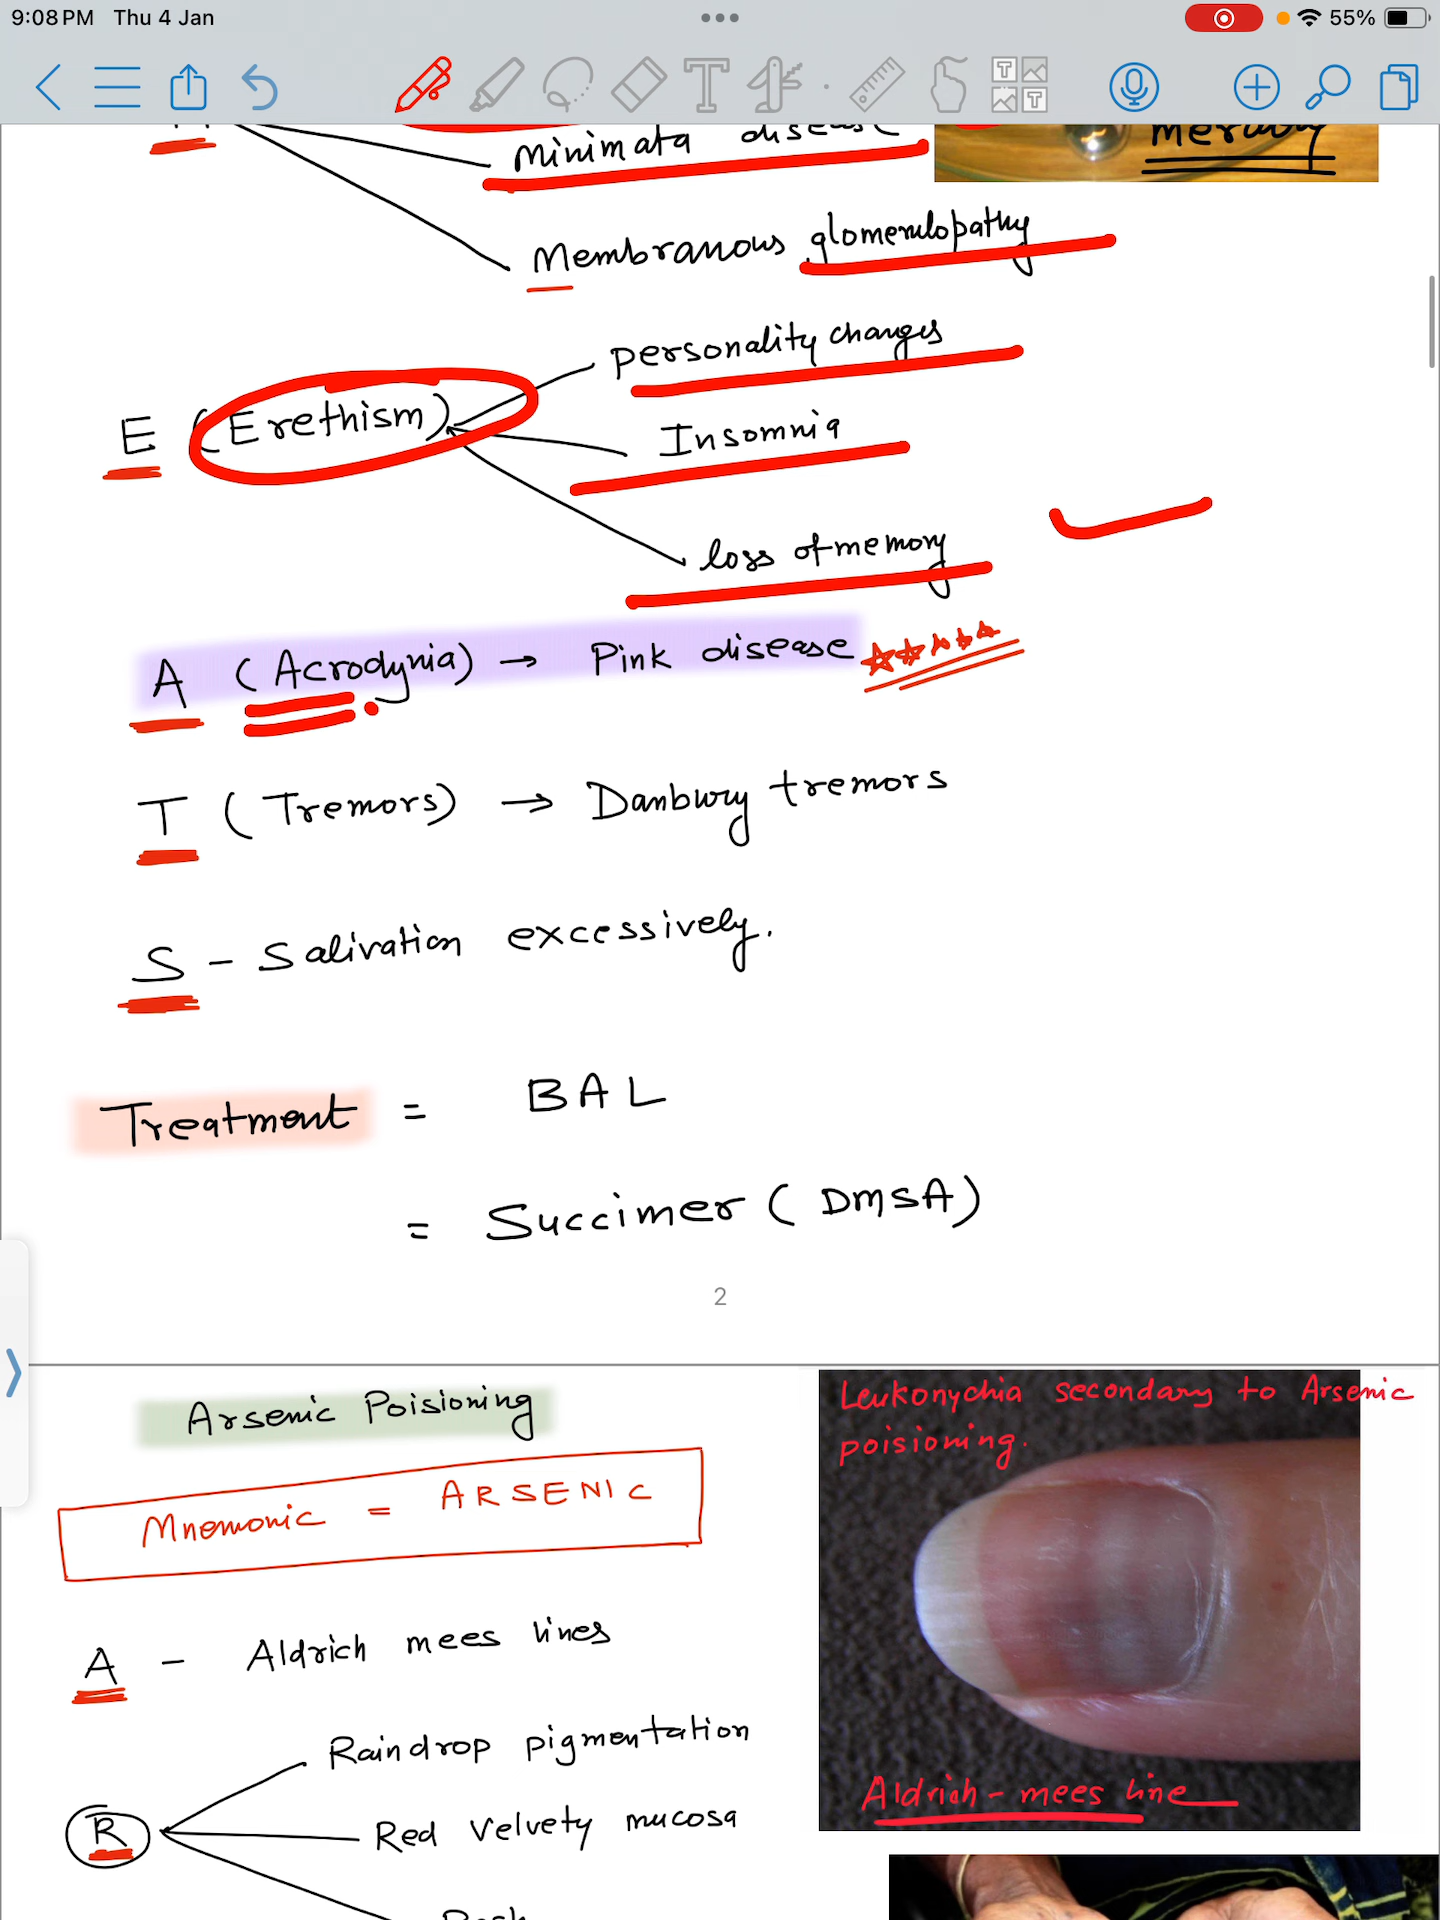 9:08 PM Thu 4 Jan
55%
Minimata disease
mercury
Membranous glomerulopathy
personality changes
E (Erethism)
Insomnia
loss of memory
A (Acrodynia) → Pink disease
T (Tremors) → Danbury tremors
S - Salivation excessively.
Treatment = BAL
= Succimer (DMSA)
2
Arsenic Poisioning
Leukonychia secondary to Arsenic
poisioning.
Mnemonic = ARSENIC
A - Aldrich mees lines
Raindrop pigmentation
Aldrich - mees line
R
Red Velvety mucosa